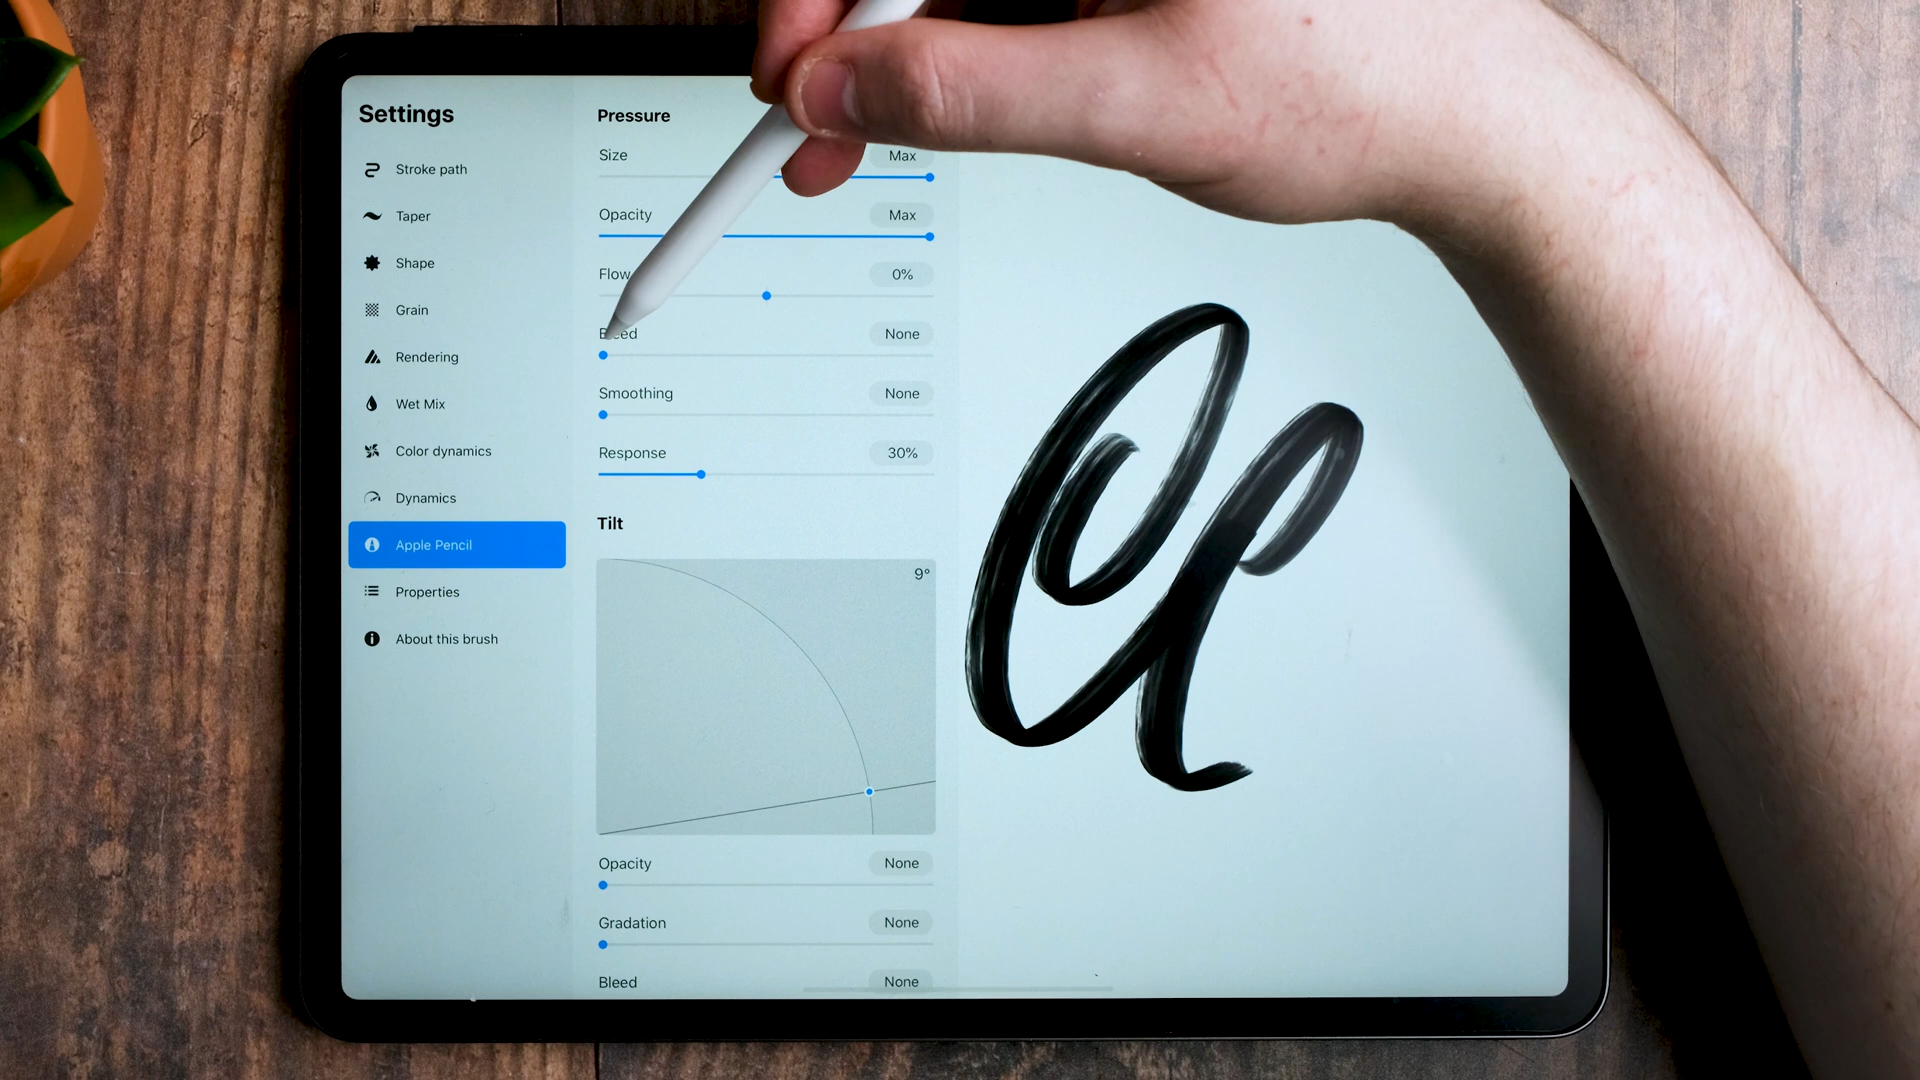 Settings
Stroke path
Taper
Shape
Grain
Rendering
Wet Mix
Color dynamics
Dynamics
Apple Pencil
Properties
About this brush
Pressure
Size Max
Opacity Max
Flow 0%
Bleed None
Smoothing None
Response 30%
Tilt
9°
Opacity None
Gradation None
Bleed None